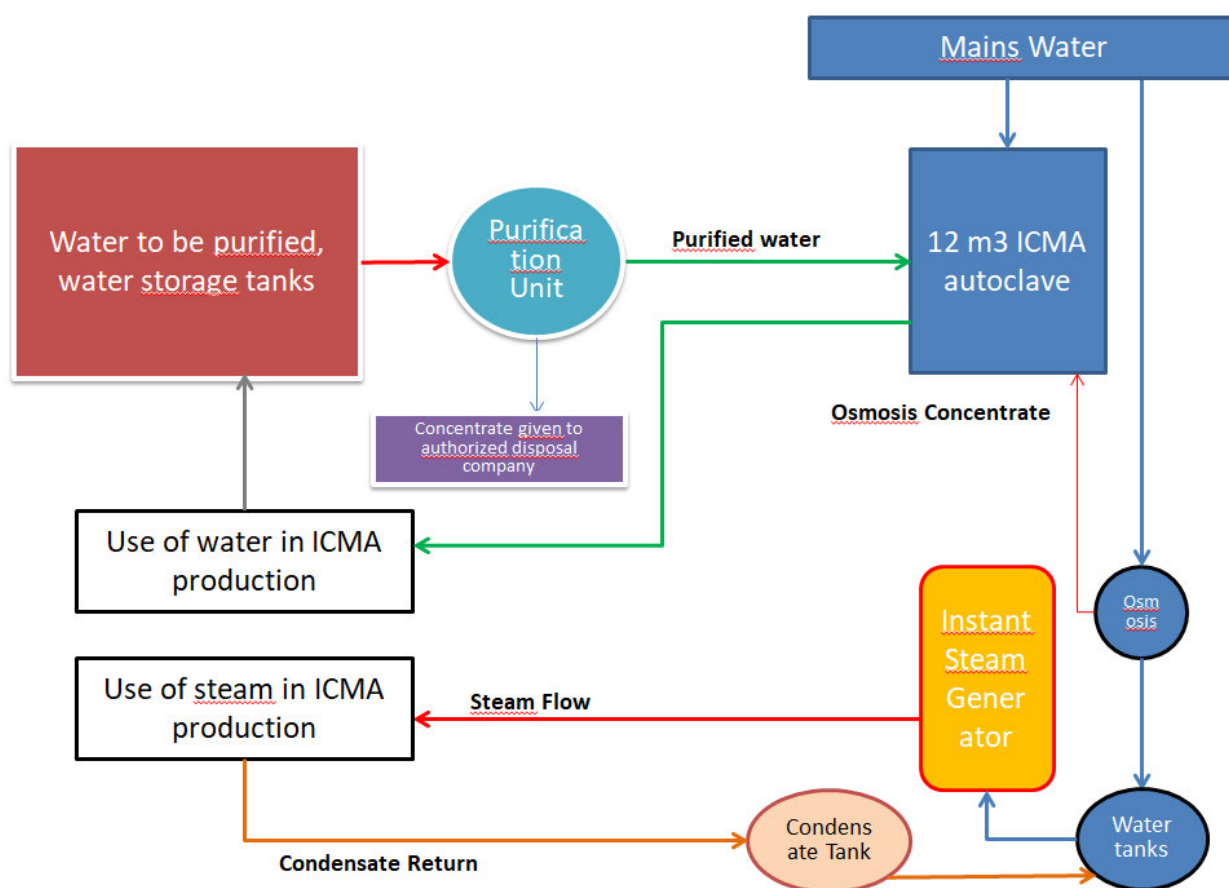 Mains Water
Water to be purified,
water storage tanks
Purifica
tion
Unit
Purified water
12 m3 ICMA
autoclave
Concentrate given to
authorized disposal
company
Osmosis Concentrate
Use of water in ICMA
production
Osm
osis
Instant
Steam
Gener
ator
Use of steam in ICMA
production
Steam Flow
Condens
ate Tank
Water
tanks
Condensate Return